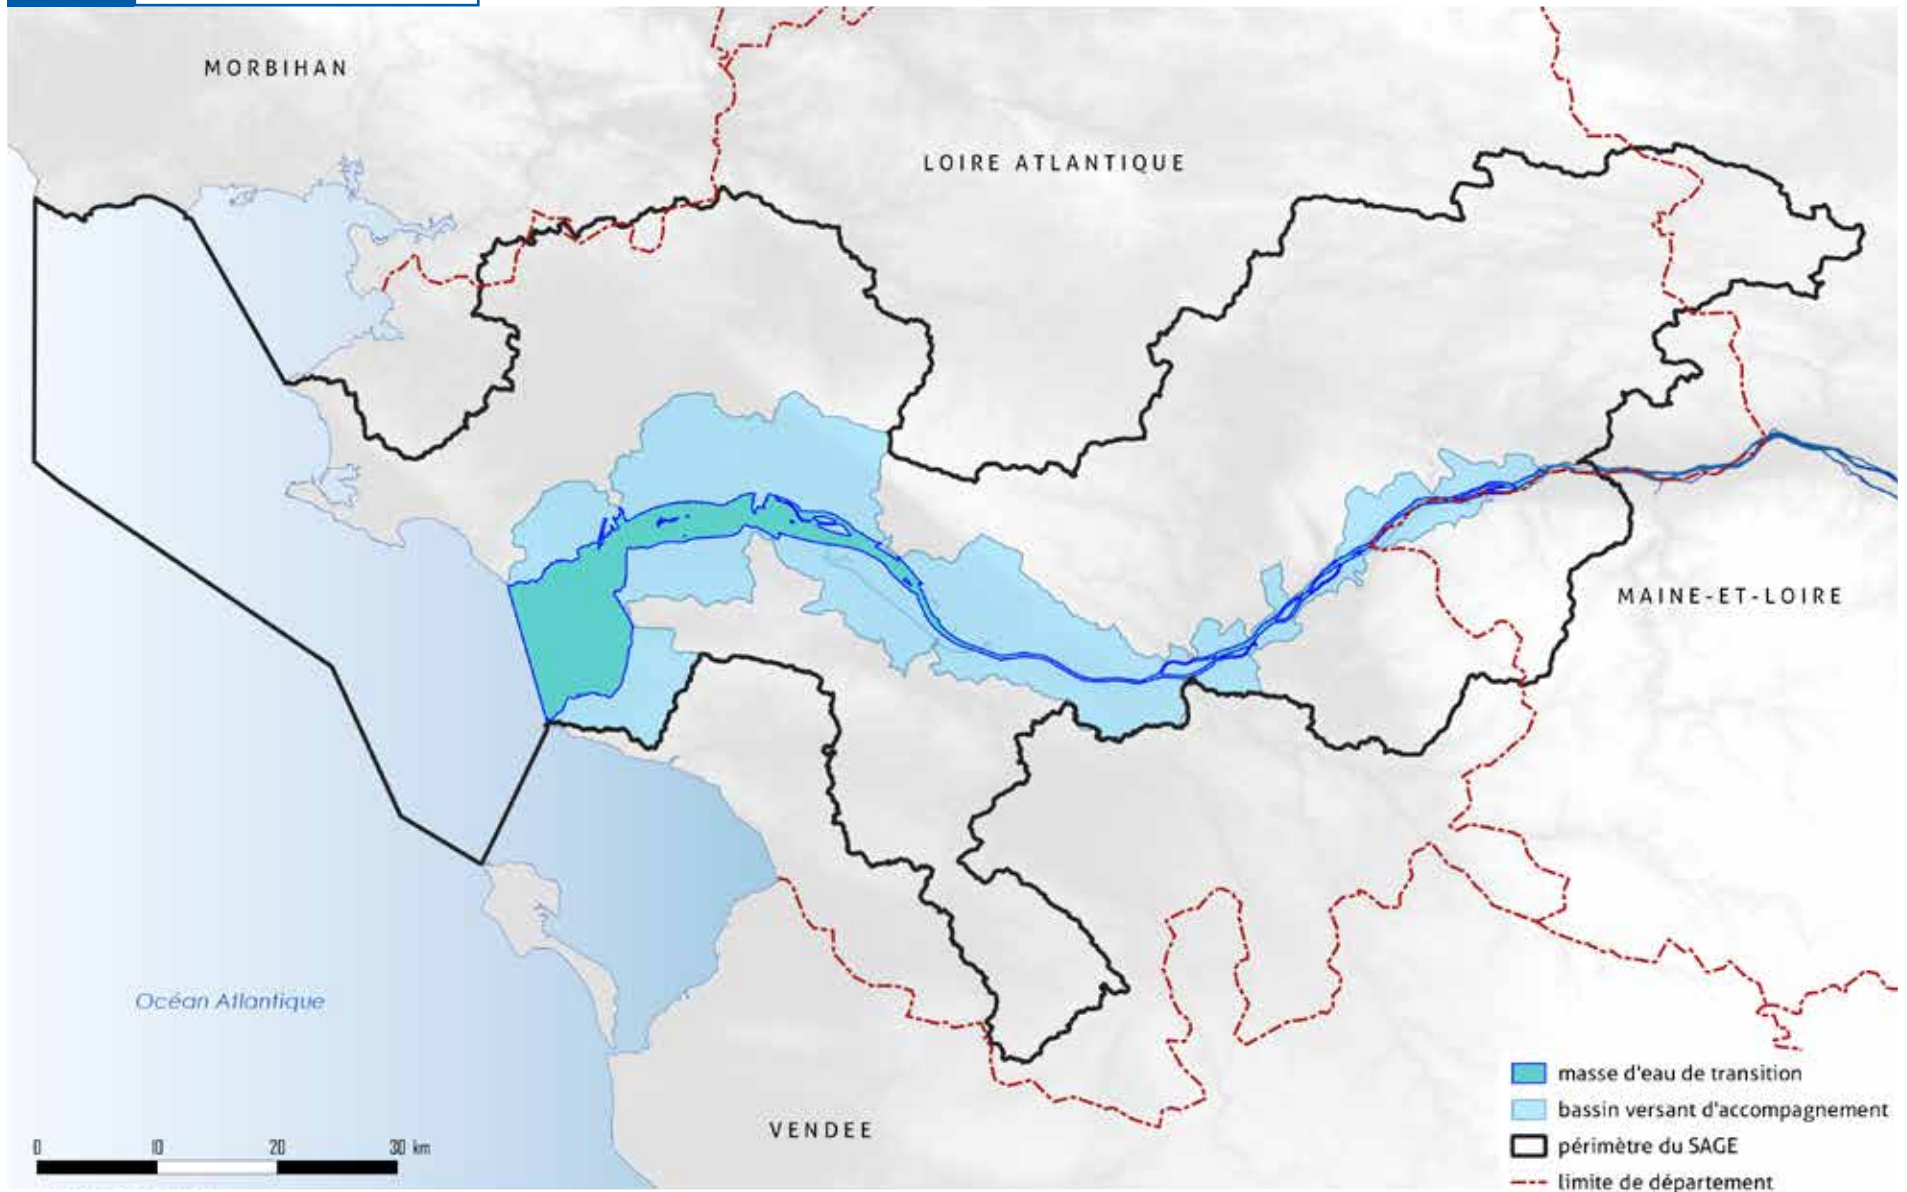 MORBIHAN
LOIRE ATLANTIQUE
MAINE-ET-LOIRE
Océan Atlantique
VENDEE
masse d'eau de transition
bassin versant d'accompagnement
périmètre du SAGE
limite de département
0 10 20 30 km